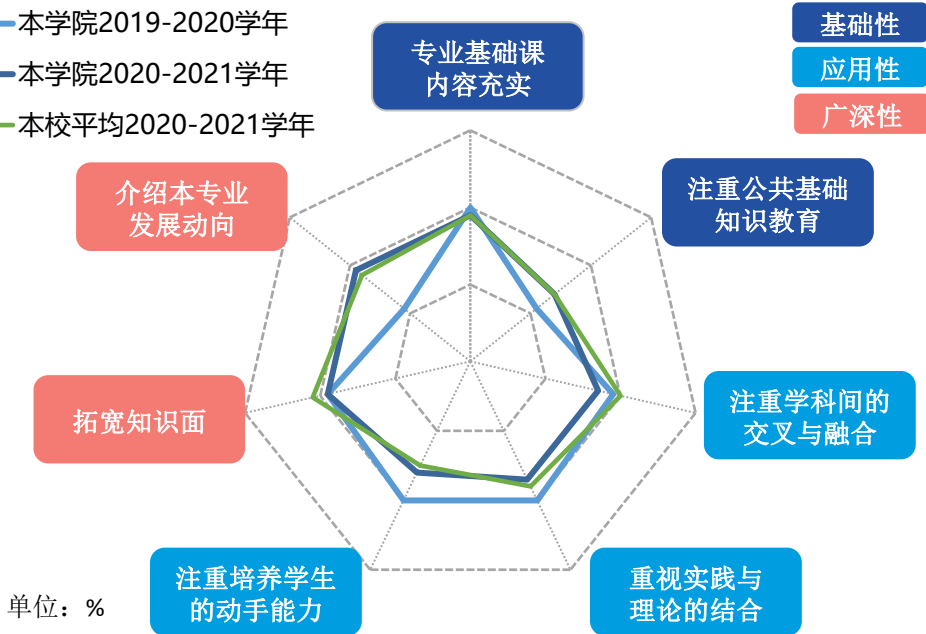 本学院2019-2020学年
本学院2020-2021学年
本校平均2020-2021学年
基础性
应用性
广深性
专业基础课
内容充实
注重公共基础
知识教育
注重学科间的
交叉与融合
重视实践与
理论的结合
注重培养学生
的动手能力
拓宽知识面
介绍本专业
发展动向
单位：%